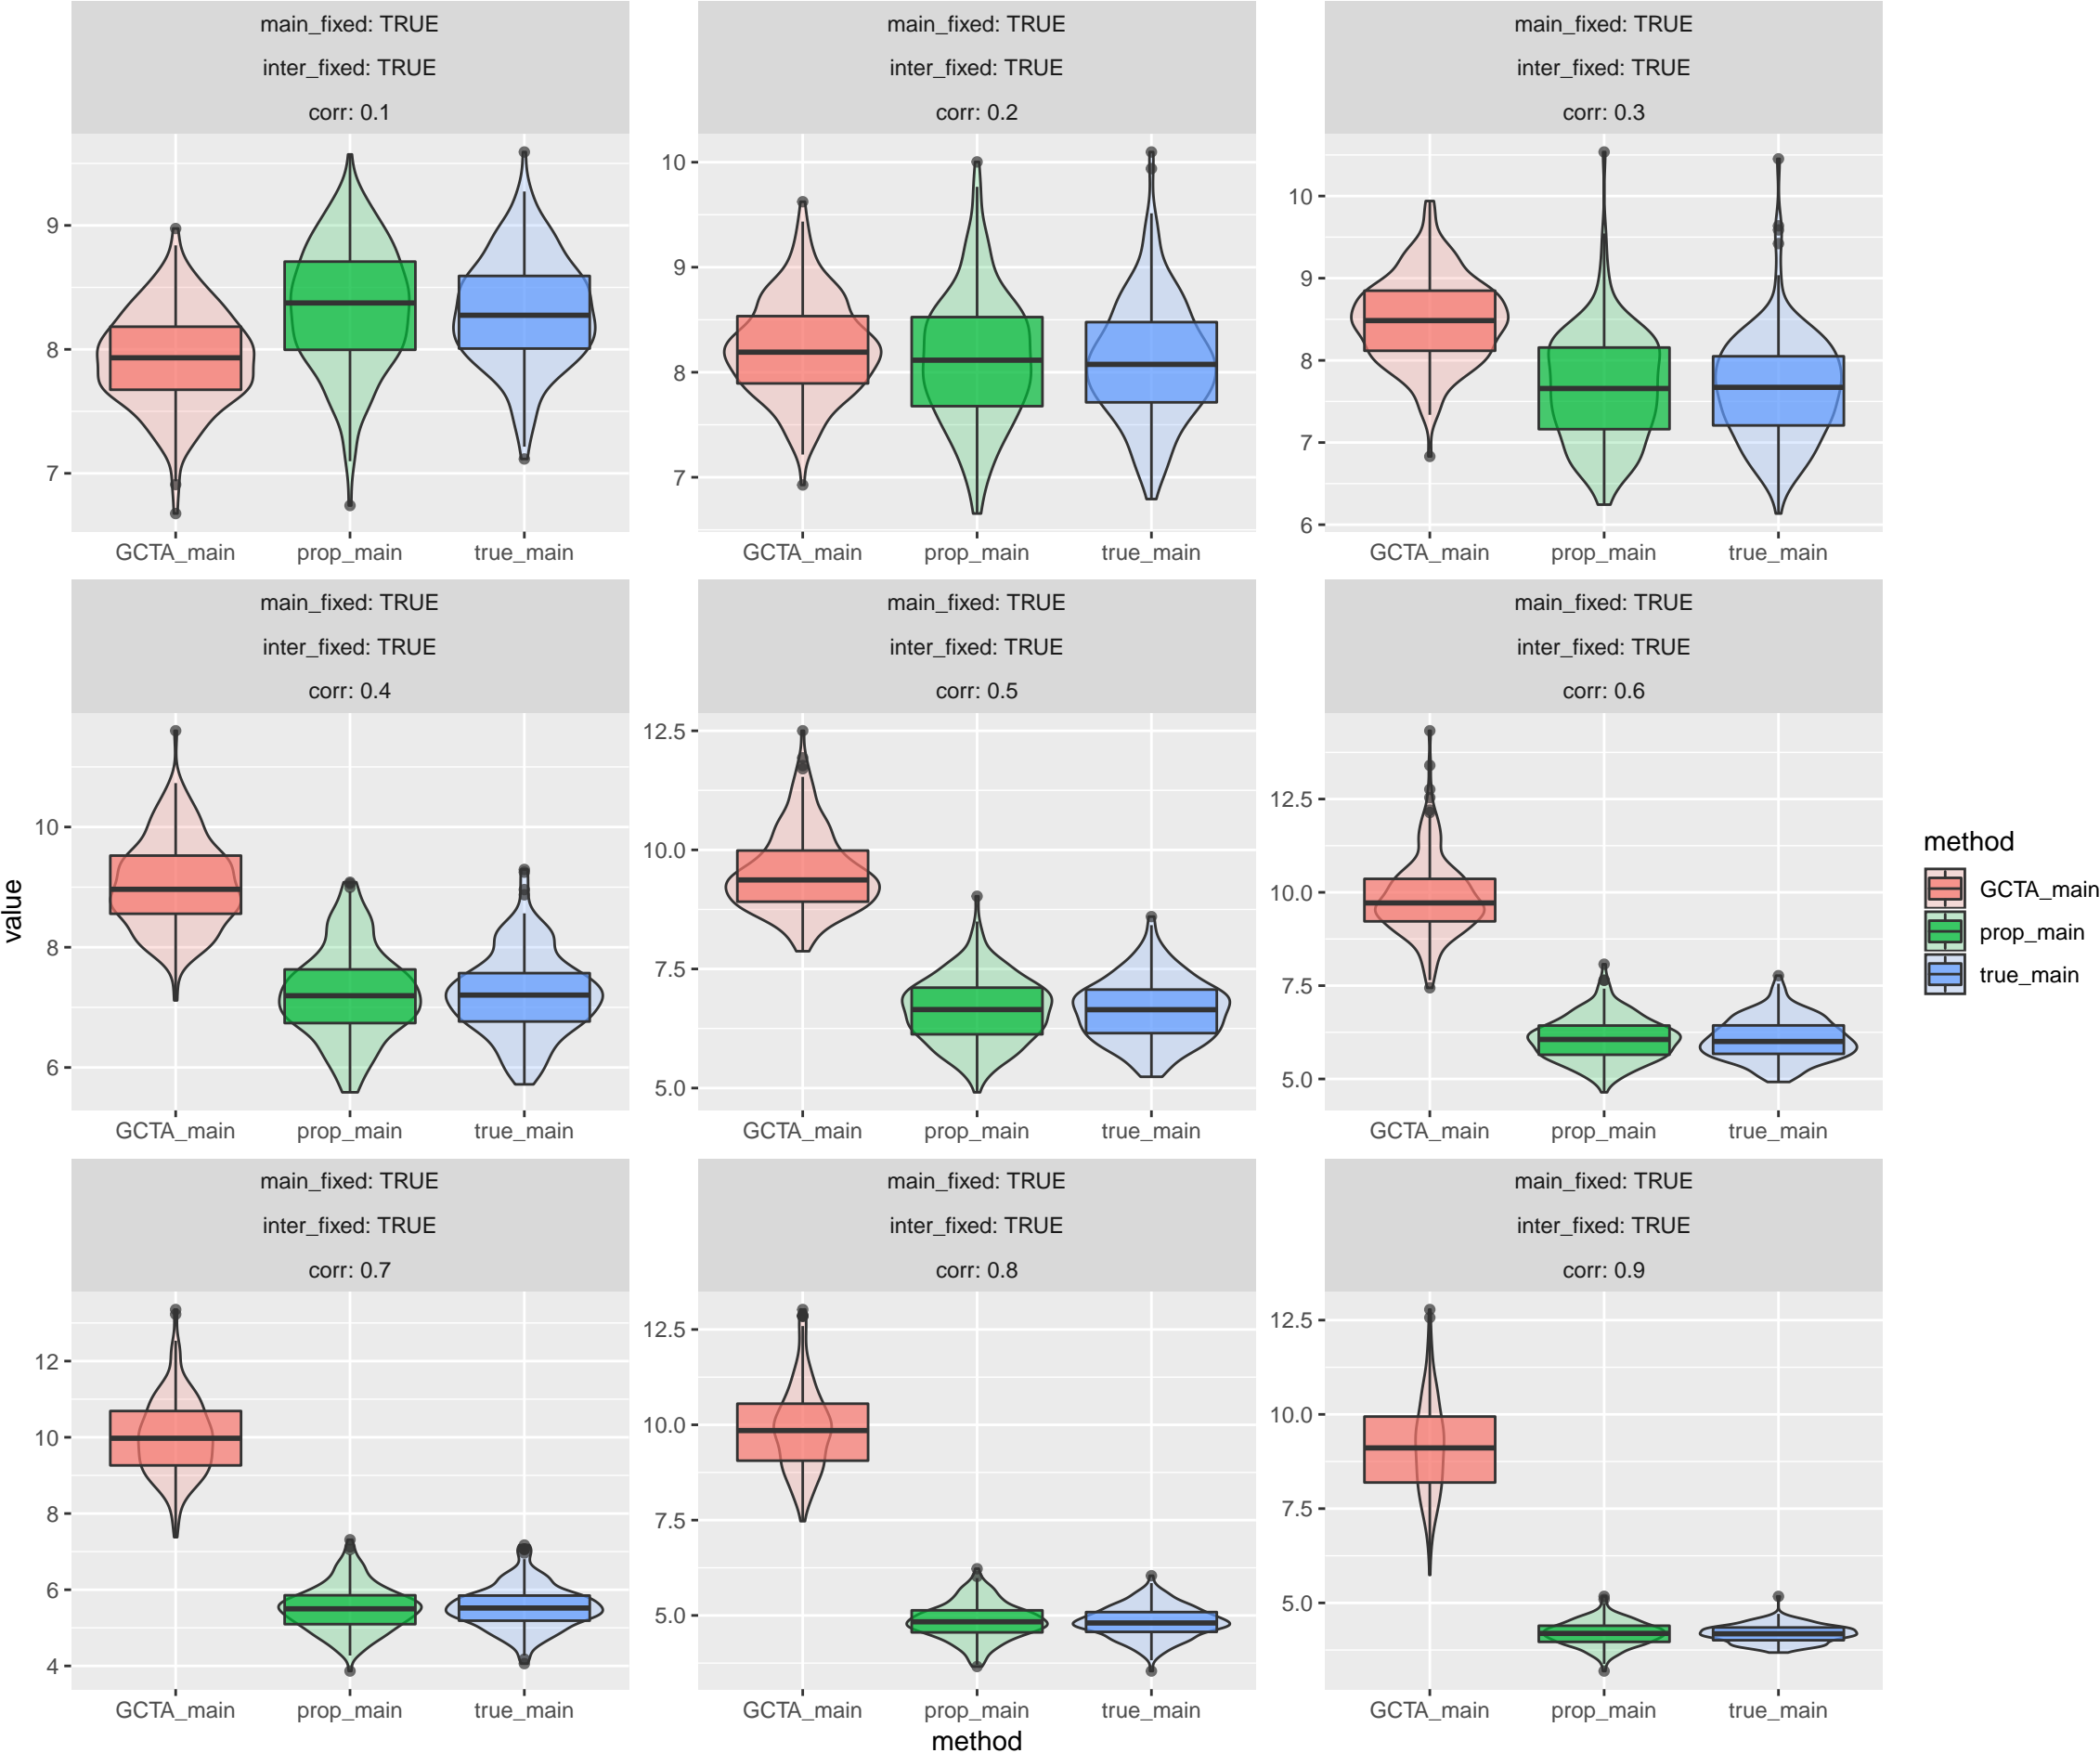 main_fixed: TRUE
inter_fixed: TRUE
corr: 0.1
main_fixed: TRUE
inter_fixed: TRUE
corr: 0.2
main_fixed: TRUE
inter_fixed: TRUE
corr: 0.3
9
8
7
10
9
8
7
10
9
8
7
6
GCTA_main prop_main true_main
GCTA_main prop_main true_main
GCTA_main prop_main true_main
main_fixed: TRUE
inter_fixed: TRUE
corr: 0.4
main_fixed: TRUE
inter_fixed: TRUE
corr: 0.5
main_fixed: TRUE
inter_fixed: TRUE
corr: 0.6
value
10
8
6
12.5
10.0
7.5
5.0
12.5
10.0
7.5
5.0
GCTA_main prop_main true_main
GCTA_main prop_main true_main
GCTA_main prop_main true_main
main_fixed: TRUE
inter_fixed: TRUE
corr: 0.7
main_fixed: TRUE
inter_fixed: TRUE
corr: 0.8
main_fixed: TRUE
inter_fixed: TRUE
corr: 0.9
12
10
8
6
4
12.5
10.0
7.5
5.0
12.5
10.0
7.5
5.0
GCTA_main prop_main true_main
GCTA_main prop_main true_main
GCTA_main prop_main true_main
method
method
GCTA_main
prop_main
true_main